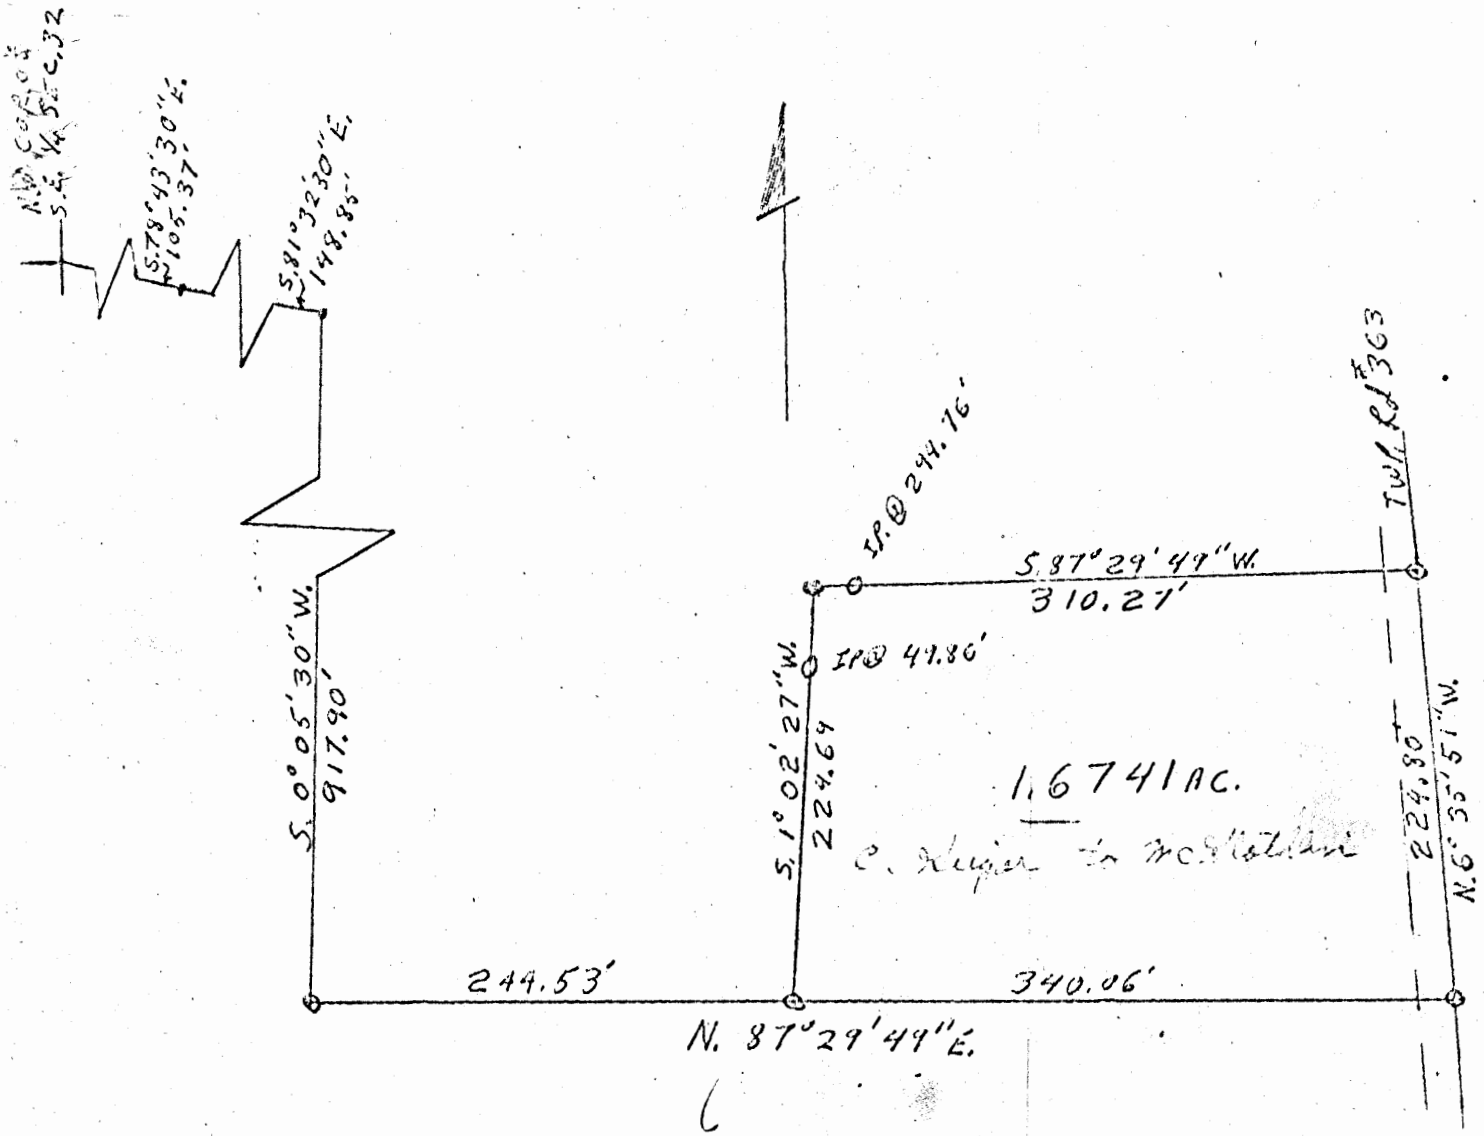 N.W. Cor. of
S.E. 1/4 Sec. 32
S.78°43'30"E.
105.37'
S.81°32'30"E.
148.85'
IP.@ 294.76'
Twp. Rd #363
S.87°29'49"W.
310.27'
IP@ 49.86'
S. 0° 05' 30" W.
917.90'
S. 1° 02' 27" W.
224.69
1.6741 AC.
C. to
224.80'
N.6°35'51"W.
244.53'
340.06'
N. 87°29'49"E.